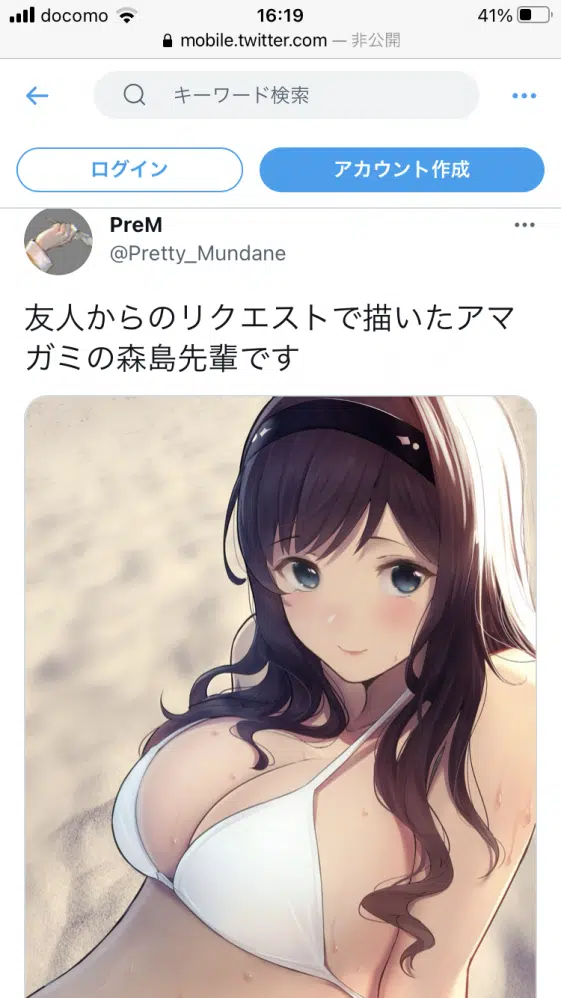 docomo 16:19 41%
mobile.twitter.com — 非公開
キーワード検索
ログイン アカウント作成
PreM
@Pretty_Mundane
友人からのリクエストで描いたアマ
ガミの森島先輩です